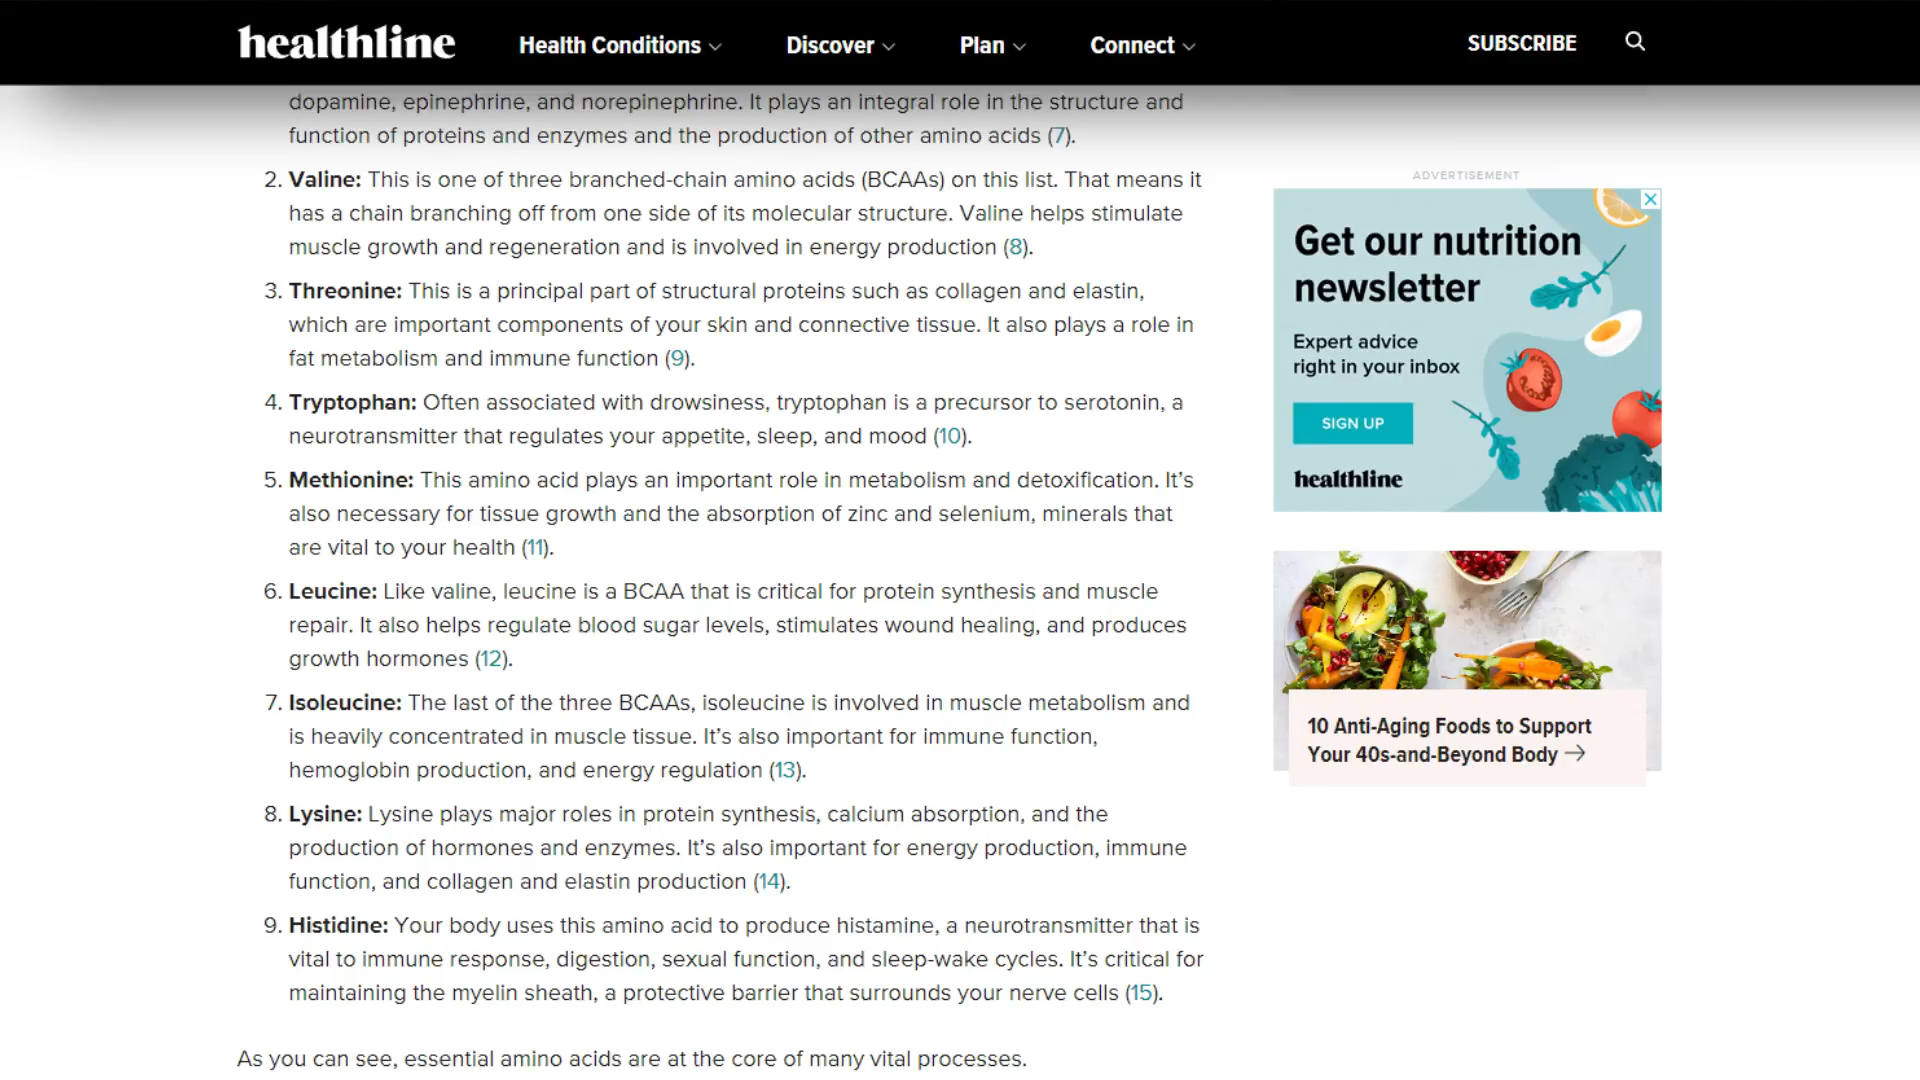 healthline
Health Conditions
Discover
Plan
Connect
SUBSCRIBE
dopamine, epinephrine, and norepinephrine. It plays an integral role in the structure and
function of proteins and enzymes and the production of other amino acids (7).
2. Valine: This is one of three branched-chain amino acids (BCAAs) on this list. That means it
has a chain branching off from one side of its molecular structure. Valine helps stimulate
muscle growth and regeneration and is involved in energy production (8).
3. Threonine: This is a principal part of structural proteins such as collagen and elastin,
which are important components of your skin and connective tissue. It also plays a role in
fat metabolism and immune function (9).
4. Tryptophan: Often associated with drowsiness, tryptophan is a precursor to serotonin, a
neurotransmitter that regulates your appetite, sleep, and mood (10).
5. Methionine: This amino acid plays an important role in metabolism and detoxification. It's
also necessary for tissue growth and the absorption of zinc and selenium, minerals that
are vital to your health (11).
6. Leucine: Like valine, leucine is a BCAA that is critical for protein synthesis and muscle
repair. It also helps regulate blood sugar levels, stimulates wound healing, and produces
growth hormones (12).
7. Isoleucine: The last of the three BCAAs, isoleucine is involved in muscle metabolism and
is heavily concentrated in muscle tissue. It's also important for immune function,
hemoglobin production, and energy regulation (13).
8. Lysine: Lysine plays major roles in protein synthesis, calcium absorption, and the
production of hormones and enzymes. It's also important for energy production, immune
function, and collagen and elastin production (14).
9. Histidine: Your body uses this amino acid to produce histamine, a neurotransmitter that is
vital to immune response, digestion, sexual function, and sleep-wake cycles. It's critical for
maintaining the myelin sheath, a protective barrier that surrounds your nerve cells (15).
As you can see, essential amino acids are at the core of many vital processes.
ADVERTISEMENT
Get our nutrition
newsletter
Expert advice
right in your inbox
SIGN UP
healthline
10 Anti-Aging Foods to Support
Your 40s-and-Beyond Body →